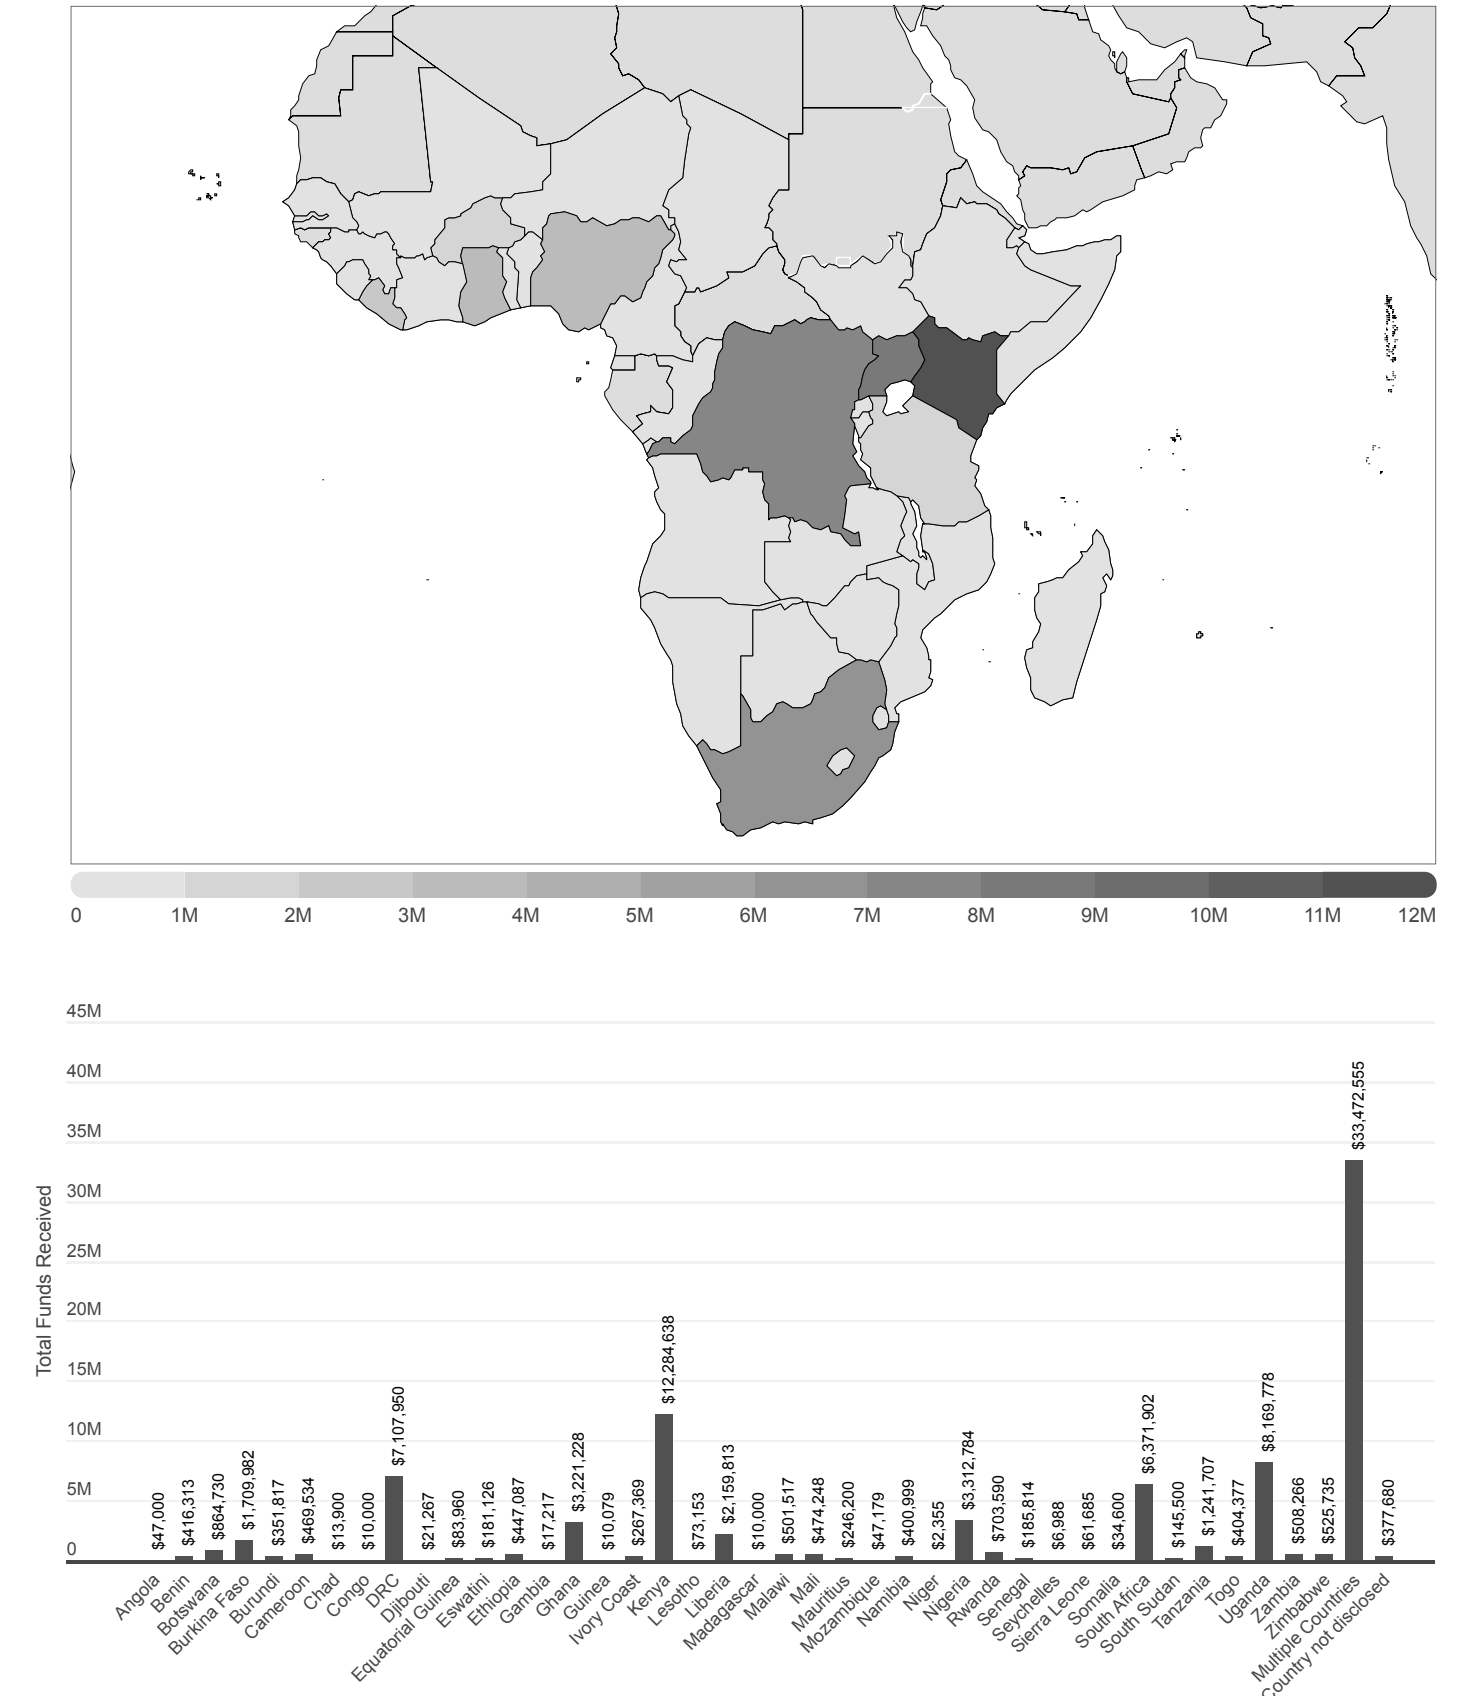 0
1M
2M
3M
4M
5M
6M
7M
8M
9M
10M
11M
12M
Total Funds Received
45M
40M
35M
30M
25M
20M
15M
10M
5M
0
$47,000
$416,313
$864,730
$1,709,982
$351,817
$469,534
$13,900
$10,000
$7,107,950
$21,267
$83,960
$181,126
$447,087
$17,217
$3,221,228
$10,079
$267,369
$12,284,638
$73,153
$2,159,813
$10,000
$501,517
$474,248
$246,200
$47,179
$400,999
$2,355
$3,312,784
$703,590
$185,814
$6,988
$61,685
$34,600
$6,371,902
$145,500
$1,241,707
$404,377
$8,169,778
$508,266
$525,735
$33,472,555
$377,680
Angola
Benin
Botswana
Burkina Faso
Burundi
Cameroon
Chad
Congo
DRC
Djibouti
Equatorial Guinea
Eswatini
Ethiopia
Gambia
Ghana
Guinea
Ivory Coast
Kenya
Lesotho
Liberia
Madagascar
Malawi
Mali
Mauritius
Mozambique
Namibia
Niger
Nigeria
Rwanda
Senegal
Seychelles
Sierra Leone
Somalia
South Africa
South Sudan
Tanzania
Togo
Uganda
Zambia
Zimbabwe
Multiple Countries
Country not disclosed